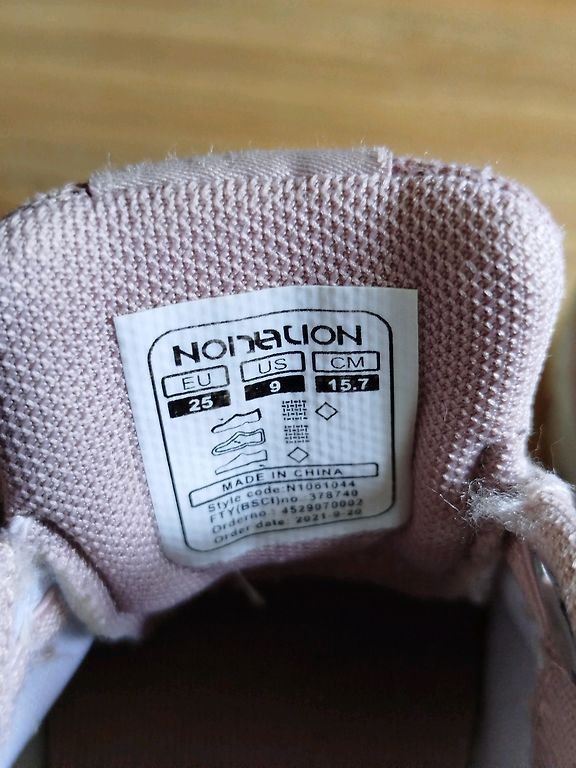 EU US CM
25 9 15.7
MADE IN CHINA
Style code:N1061044
FTY(BSCI)no 378740
Orderno : 4529070002
Order date: 2021-9-20